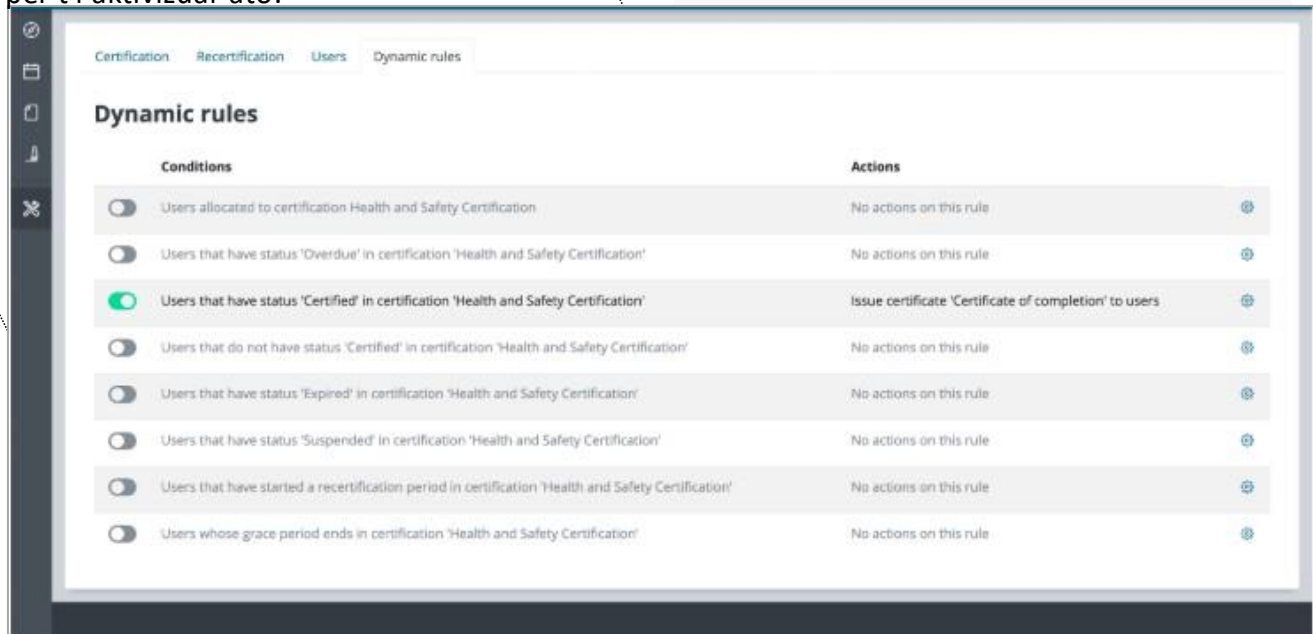 për t'i aktivizuar ato.
Certification Recertification Users Dynamic rules
Dynamic rules
Conditions Actions
Users allocated to certification Health and Safety Certification No actions on this rule
Users that have status 'Overdue' in certification 'Health and Safety Certification' No actions on this rule
Users that have status 'Certified' in certification 'Health and Safety Certification' Issue certificate 'Certificate of completion' to users
Users that do not have status 'Certified' in certification 'Health and Safety Certification' No actions on this rule
Users that have status 'Expired' in certification 'Health and Safety Certification' No actions on this rule
Users that have status 'Suspended' in certification 'Health and Safety Certification' No actions on this rule
Users that have started a recertification period in certification 'Health and Safety Certification' No actions on this rule
Users whose grace period ends in certification 'Health and Safety Certification' No actions on this rule